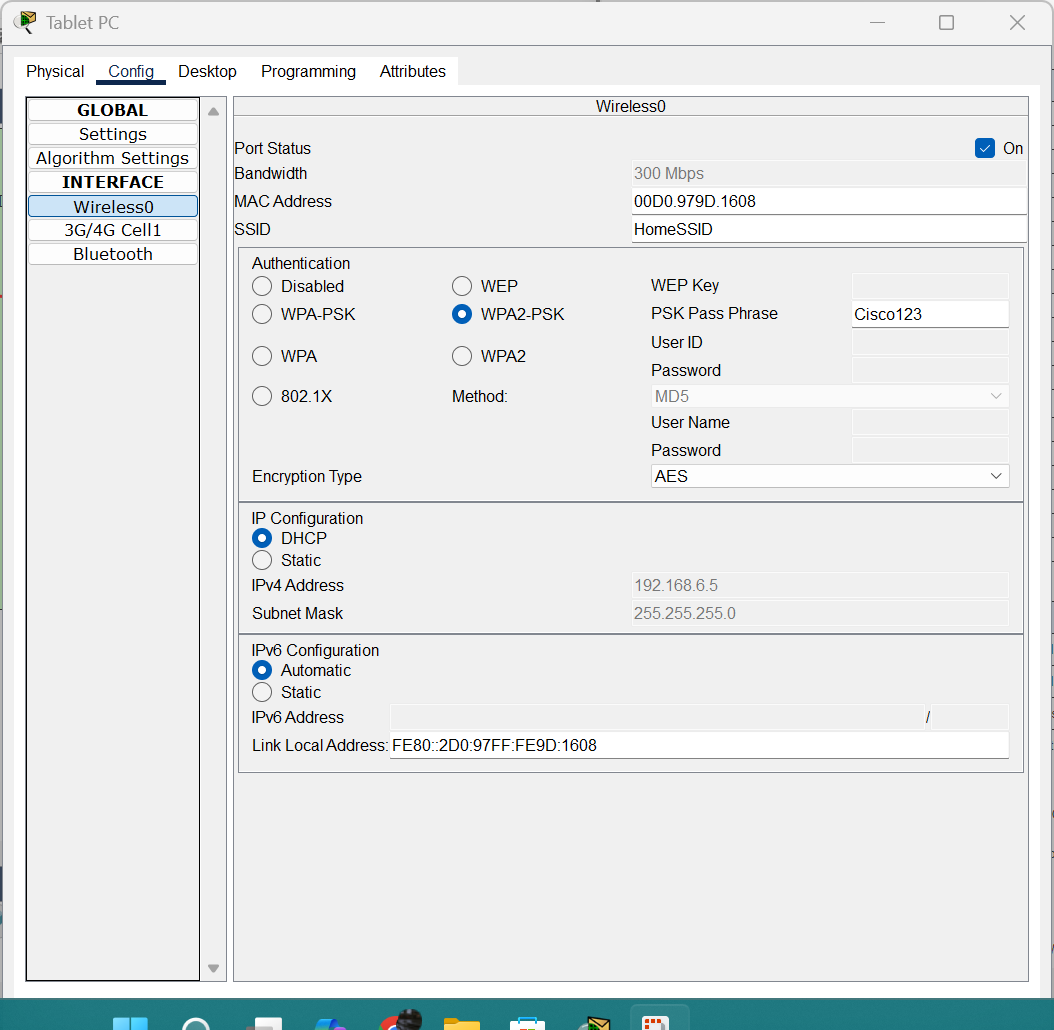 Tablet PC
Physical Config Desktop Programming Attributes
GLOBAL
Settings
Algorithm Settings
INTERFACE
Wireless0
3G/4G Cell1
Bluetooth
Wireless0
Port Status On
Bandwidth 300 Mbps
MAC Address 00D0.979D.1608
SSID HomeSSID
Authentication
Disabled WEP WEP Key
WPA-PSK WPA2-PSK PSK Pass Phrase Cisco123
User ID
WPA WPA2
Password
802.1X Method: MD5
User Name
Password
Encryption Type AES
IP Configuration
DHCP
Static
IPv4 Address 192.168.6.5
Subnet Mask 255.255.255.0
IPv6 Configuration
Automatic
Static
IPv6 Address /
Link Local Address: FE80::2D0:97FF:FE9D:1608